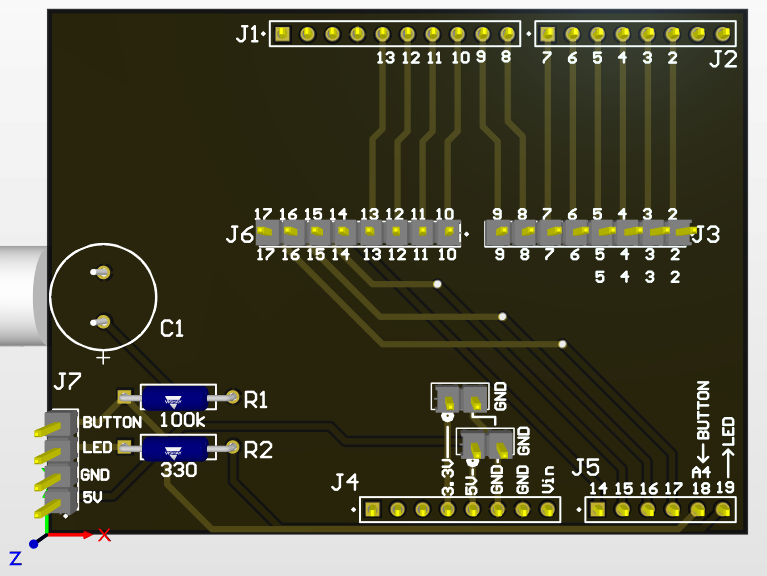 J1
13 12 11 10 9 8
7 6 5 4 3 2
J2
17 16 15 14 13 12 11 10
9 8 7 6 5 4 3 2
J6
J3
17 16 15 14 13 12 11 10
9 8 7 6 5 4 3 2
5 4 3 2
C1
+
J7
BUTTON
LED
GND
5V
R1
100k
R2
330
GND
GND
J4
3.3V
5V
GND
GND
Vin
J5
14 15 16 17 18 19
A4
BUTTON
LED
X
Z